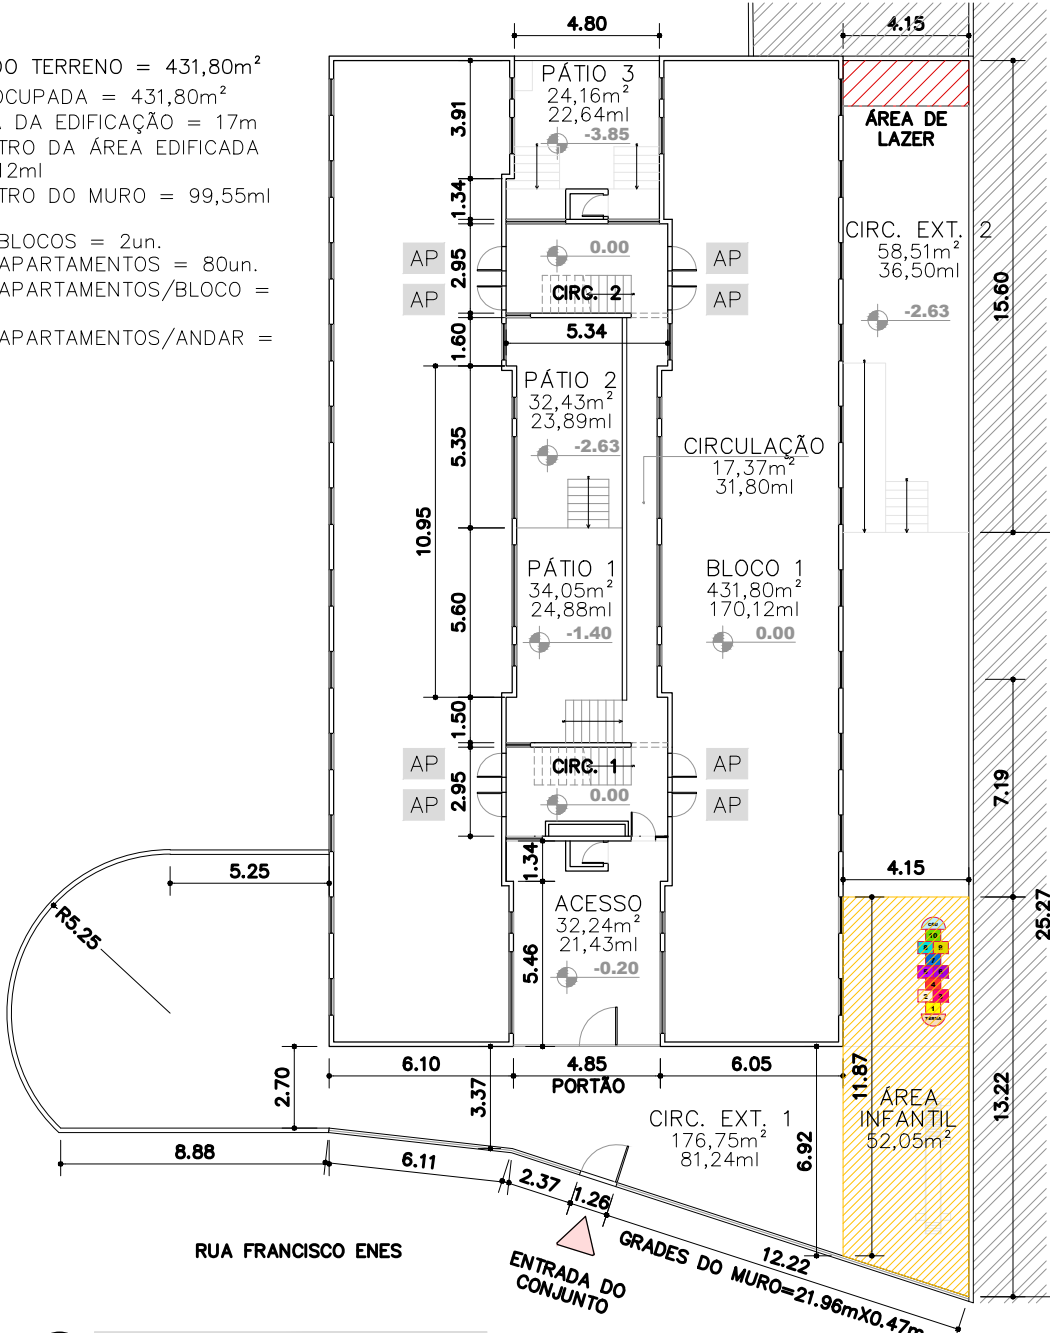 DO TERRENO = 431,80m²
OCUPADA = 431,80m²
A DA EDIFICAÇÃO = 17m
TRO DA ÁREA EDIFICADA
12ml
TRO DO MURO = 99,55ml
BLOCOS = 2un.
APARTAMENTOS = 80un.
APARTAMENTOS/BLOCO =
APARTAMENTOS/ANDAR =
4.80
4.15
PÁTIO 3
24,16m²
22,64ml
-3.85
3.91
1.34
ÁREA DE
LAZER
CIRC. EXT. 2
58,51m²
36,50ml
-2.63
15.60
AP
AP
2.95
0.00
CIRC. 2
AP
AP
1.60
5.34
PÁTIO 2
32,43m²
23,89ml
-2.63
5.35
10.95
CIRCULAÇÃO
17,37m²
31,80ml
PÁTIO 1
34,05m²
24,88ml
-1.40
5.60
BLOCO 1
431,80m²
170,12ml
0.00
1.50
AP
AP
2.95
CIRC. 1
0.00
AP
AP
7.19
1.34
5.25
R5.25
4.15
25.27
ACESSO
32,24m²
21,43ml
-0.20
5.46
6.10
4.85
6.05
PORTÃO
2.70
3.37
11.87
13.22
ÁREA
INFANTIL
52,05m²
CIRC. EXT. 1
176,75m²
81,24ml
6.92
8.88
6.11
2.37
1.26
12.22
RUA FRANCISCO ENES
ENTRADA DO
CONJUNTO
GRADES DO MURO=21.96mX0.47m